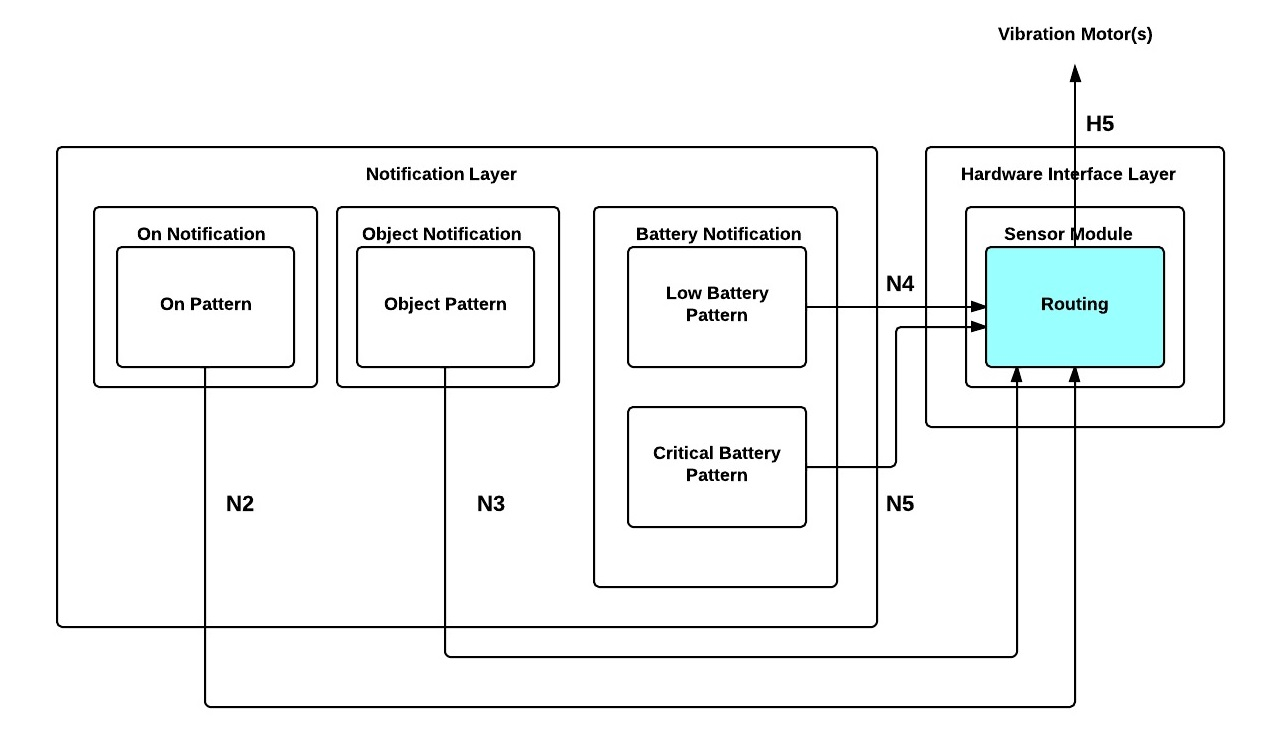 Vibration Motor(s)
H5
Notification Layer
Hardware Interface Layer
On Notification
Object Notification
Battery Notification
Sensor Module
On Pattern
Object Pattern
Low Battery
Pattern
N4
Routing
Critical Battery
Pattern
N2
N3
N5